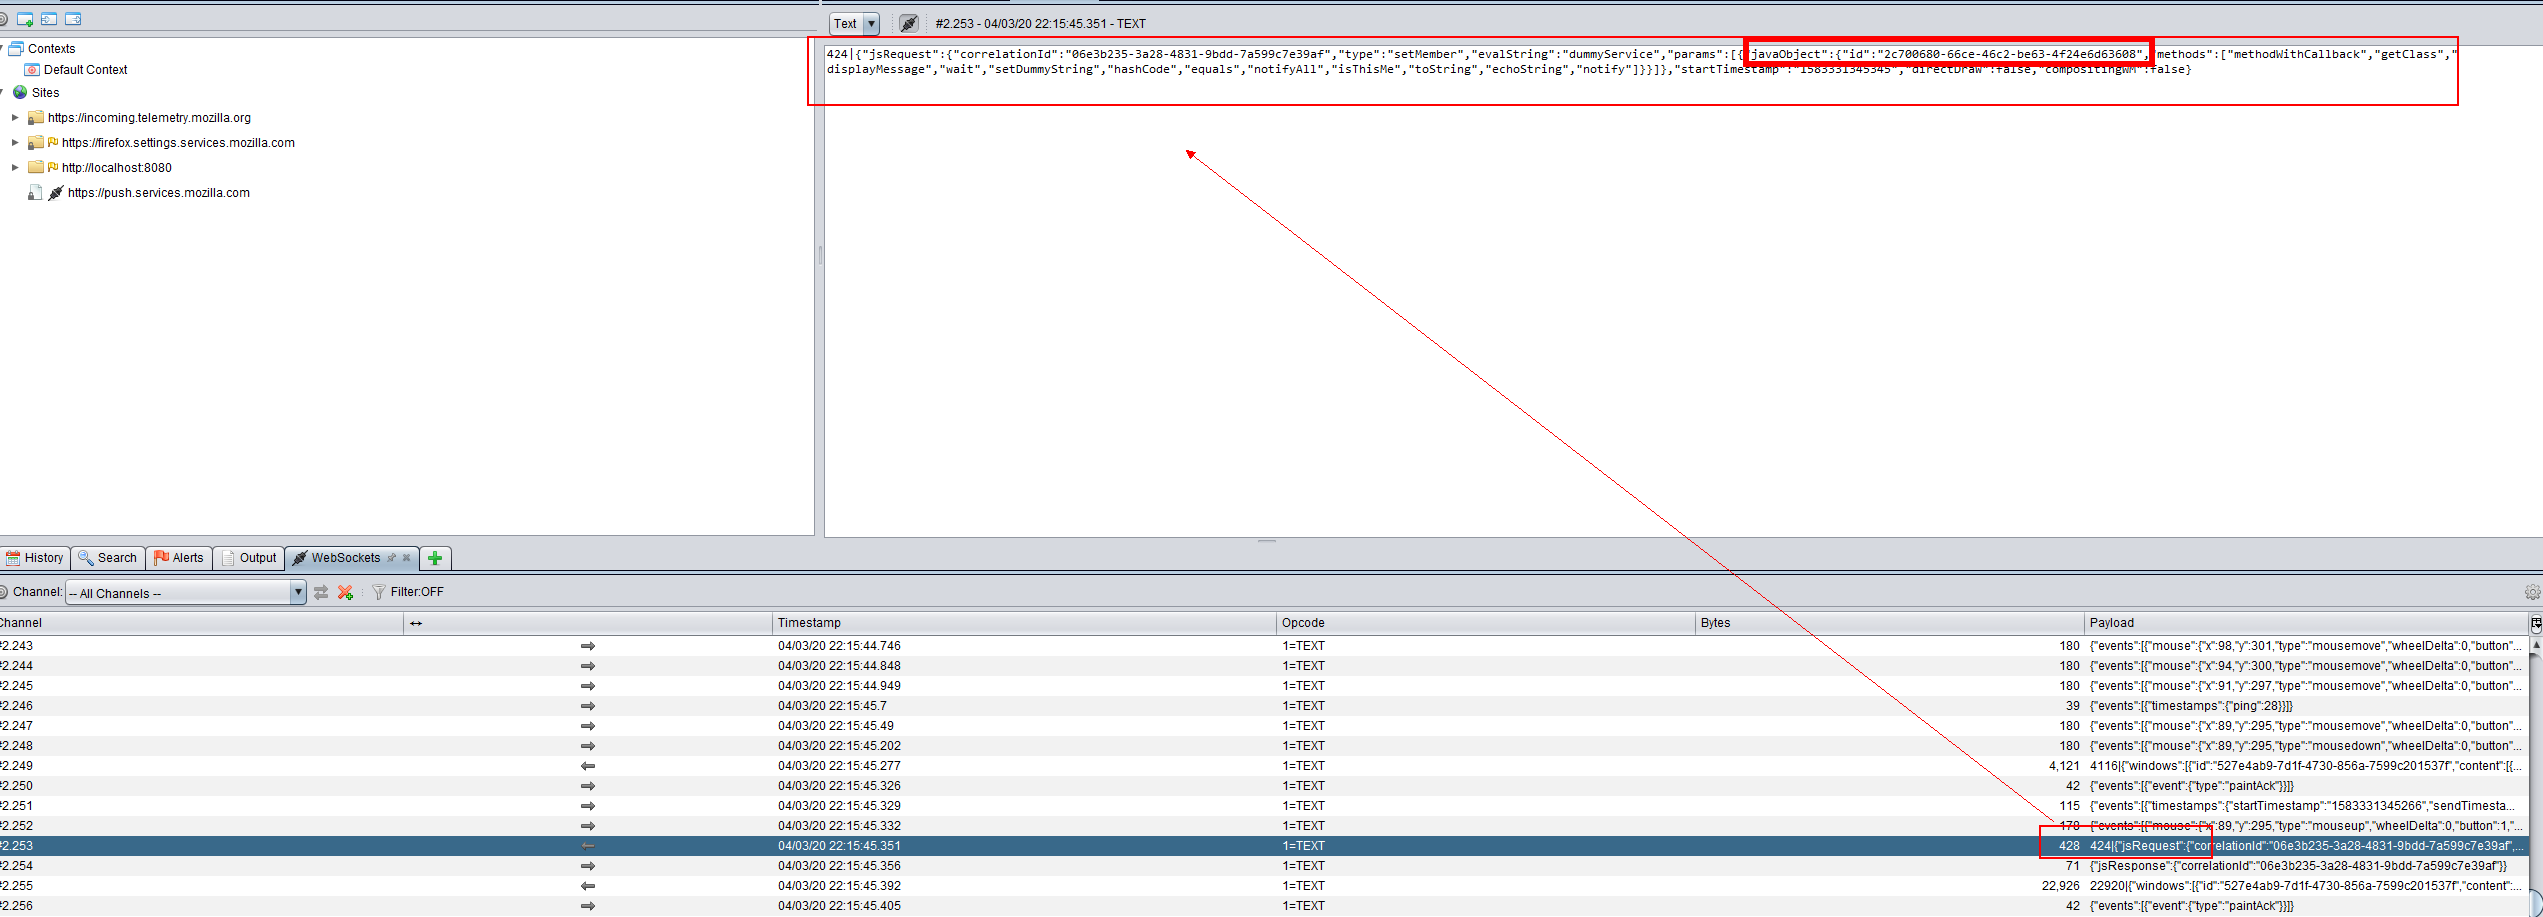 Text
#2.253 - 04/03/20 22:15:45.351 - TEXT
Contexts
Default Context
Sites
https://incoming.telemetry.mozilla.org
https://firefox.settings.services.mozilla.com
http://localhost:8080
https://push.services.mozilla.com
424|{"jsRequest":{"correlationId":"06e3b235-3a28-4831-9bdd-7a599c7e39af","type":"setMember","evalString":"dummyService","params":[{"javaObject":{"id":"2c700680-66ce-46c2-be63-4f24e6d63608","methods":["methodWithCallback","getClass","
displayMessage","wait","setDummyString","hashCode","equals","notifyAll","isThisMe","toString","echoString","notify"]}}]},"startTimestamp":"1583331345345","directDraw":false,"compositingWM":false}
History Search Alerts Output WebSockets
Channel: -- All Channels -- Filter:OFF
Channel Timestamp Opcode Bytes Payload
#2.243 04/03/20 22:15:44.746 1=TEXT 180 {"events":[{"mouse":{"x":98,"y":301,"type":"mousemove","wheelDelta":0,"button"...
#2.244 04/03/20 22:15:44.848 1=TEXT 180 {"events":[{"mouse":{"x":94,"y":300,"type":"mousemove","wheelDelta":0,"button"...
#2.245 04/03/20 22:15:44.949 1=TEXT 180 {"events":[{"mouse":{"x":91,"y":297,"type":"mousemove","wheelDelta":0,"button"...
#2.246 04/03/20 22:15:45.7 1=TEXT 39 {"events":[{"timestamps":{"ping":28}}]}
#2.247 04/03/20 22:15:45.49 1=TEXT 180 {"events":[{"mouse":{"x":89,"y":295,"type":"mousemove","wheelDelta":0,"button"...
#2.248 04/03/20 22:15:45.202 1=TEXT 180 {"events":[{"mouse":{"x":89,"y":295,"type":"mousedown","wheelDelta":0,"button"...
#2.249 04/03/20 22:15:45.277 1=TEXT 4,121 4116|{"windows":[{"id":"527e4ab9-7d1f-4730-856a-7599c201537f","content":[{...
#2.250 04/03/20 22:15:45.326 1=TEXT 42 {"events":[{"event":{"type":"paintAck"}}]}
#2.251 04/03/20 22:15:45.329 1=TEXT 115 {"events":[{"timestamps":{"startTimestamp":"1583331345266","sendTimesta...
#2.252 04/03/20 22:15:45.332 1=TEXT 178 {"events":[{"mouse":{"x":89,"y":295,"type":"mouseup","wheelDelta":0,"button":1,"...
#2.253 04/03/20 22:15:45.351 1=TEXT 428 424|{"jsRequest":{"correlationId":"06e3b235-3a28-4831-9bdd-7a599c7e39af",...
#2.254 04/03/20 22:15:45.356 1=TEXT 71 {"jsResponse":{"correlationId":"06e3b235-3a28-4831-9bdd-7a599c7e39af"}}
#2.255 04/03/20 22:15:45.392 1=TEXT 22,926 22920|{"windows":[{"id":"527e4ab9-7d1f-4730-856a-7599c201537f","content":...
#2.256 04/03/20 22:15:45.405 1=TEXT 42 {"events":[{"event":{"type":"paintAck"}}]}